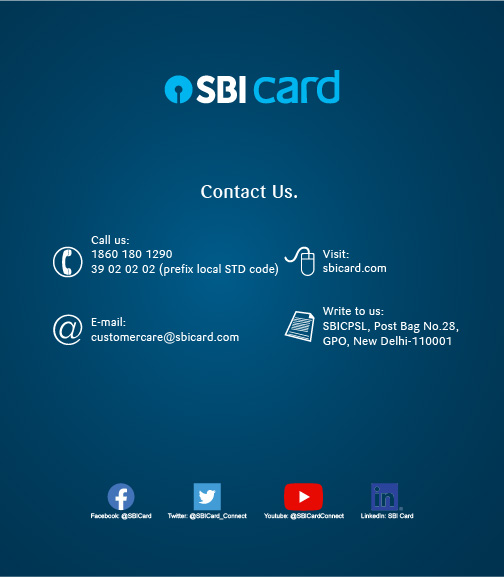 SBI card
Contact Us.
Call us:
1860 180 1290
39 02 02 02 (prefix local STD code)
Visit:
sbicard.com
E-mail:
customercare@sbicard.com
Write to us:
SBICPSL, Post Bag No.28,
GPO, New Delhi-110001
in
Facebook: @SBICard
Twitter: @SBICard_Connect
Youtube: @SBICardConnect
LinkedIn: SBI Card